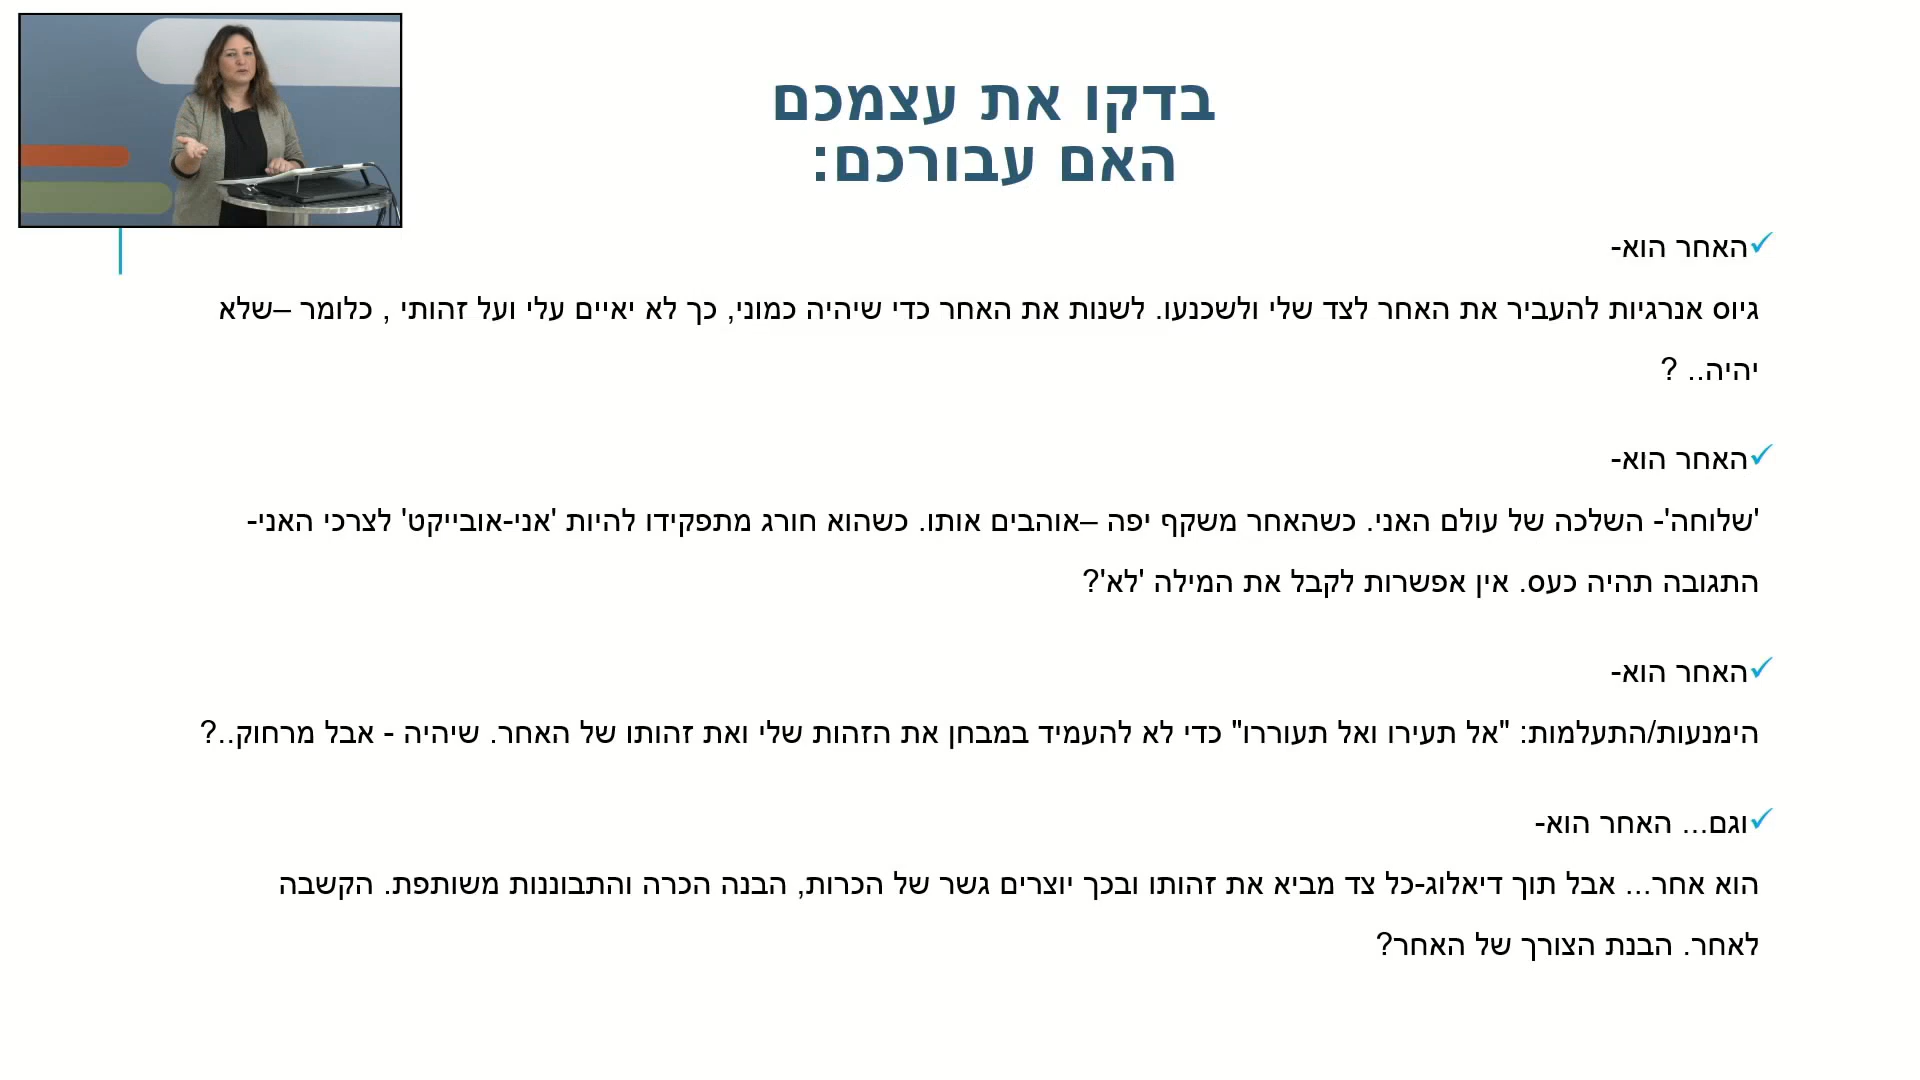 בדקו את עצמכם
האם עבורכם:
✓האחר הוא-
גיוס אנרגיות להעביר את האחר לצד שלי ולשכנעו. לשנות את האחר כדי שיהיה כמוני, כך לא יאיים עלי ועל זהותי , כלומר –שלא
יהיה.. ?
✓האחר הוא-
'שלוחה'- השלכה של עולם האני. כשהאחר משקף יפה –אוהבים אותו. כשהוא חורג מתפקידו להיות 'אני-אובייקט' לצרכי האני-
התגובה תהיה כעס. אין אפשרות לקבל את המילה 'לא'?
✓האחר הוא-
הימנעות/התעלמות: "אל תעירו ואל תעוררו" כדי לא להעמיד במבחן את הזהות שלי ואת זהותו של האחר. שיהיה - אבל מרחוק..?
✓וגם... האחר הוא-
הוא אחר... אבל תוך דיאלוג-כל צד מביא את זהותו ובכך יוצרים גשר של הכרות, הבנה הכרה והתבוננות משותפת. הקשבה
לאחר. הבנת הצורך של האחר?